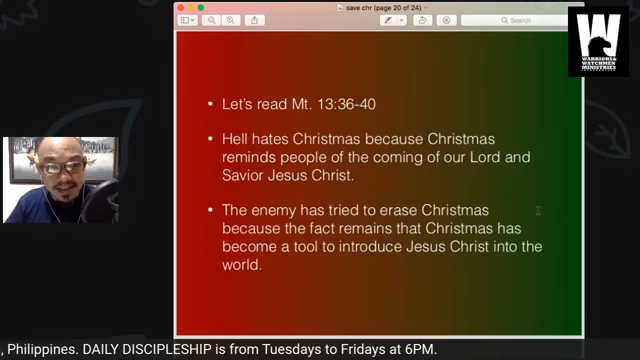 save chr (page 20 of 24)
Search
WARRIORS &
WATCHMEN
MINISTRIES
• Let's read Mt. 13:36-40
• Hell hates Christmas because Christmas
reminds people of the coming of our Lord and
Savior Jesus Christ.
• The enemy has tried to erase Christmas
because the fact remains that Christmas has
become a tool to introduce Jesus Christ into the
world.
, Philippines. DAILY DISCIPLESHIP is from Tuesdays to Fridays at 6PM.